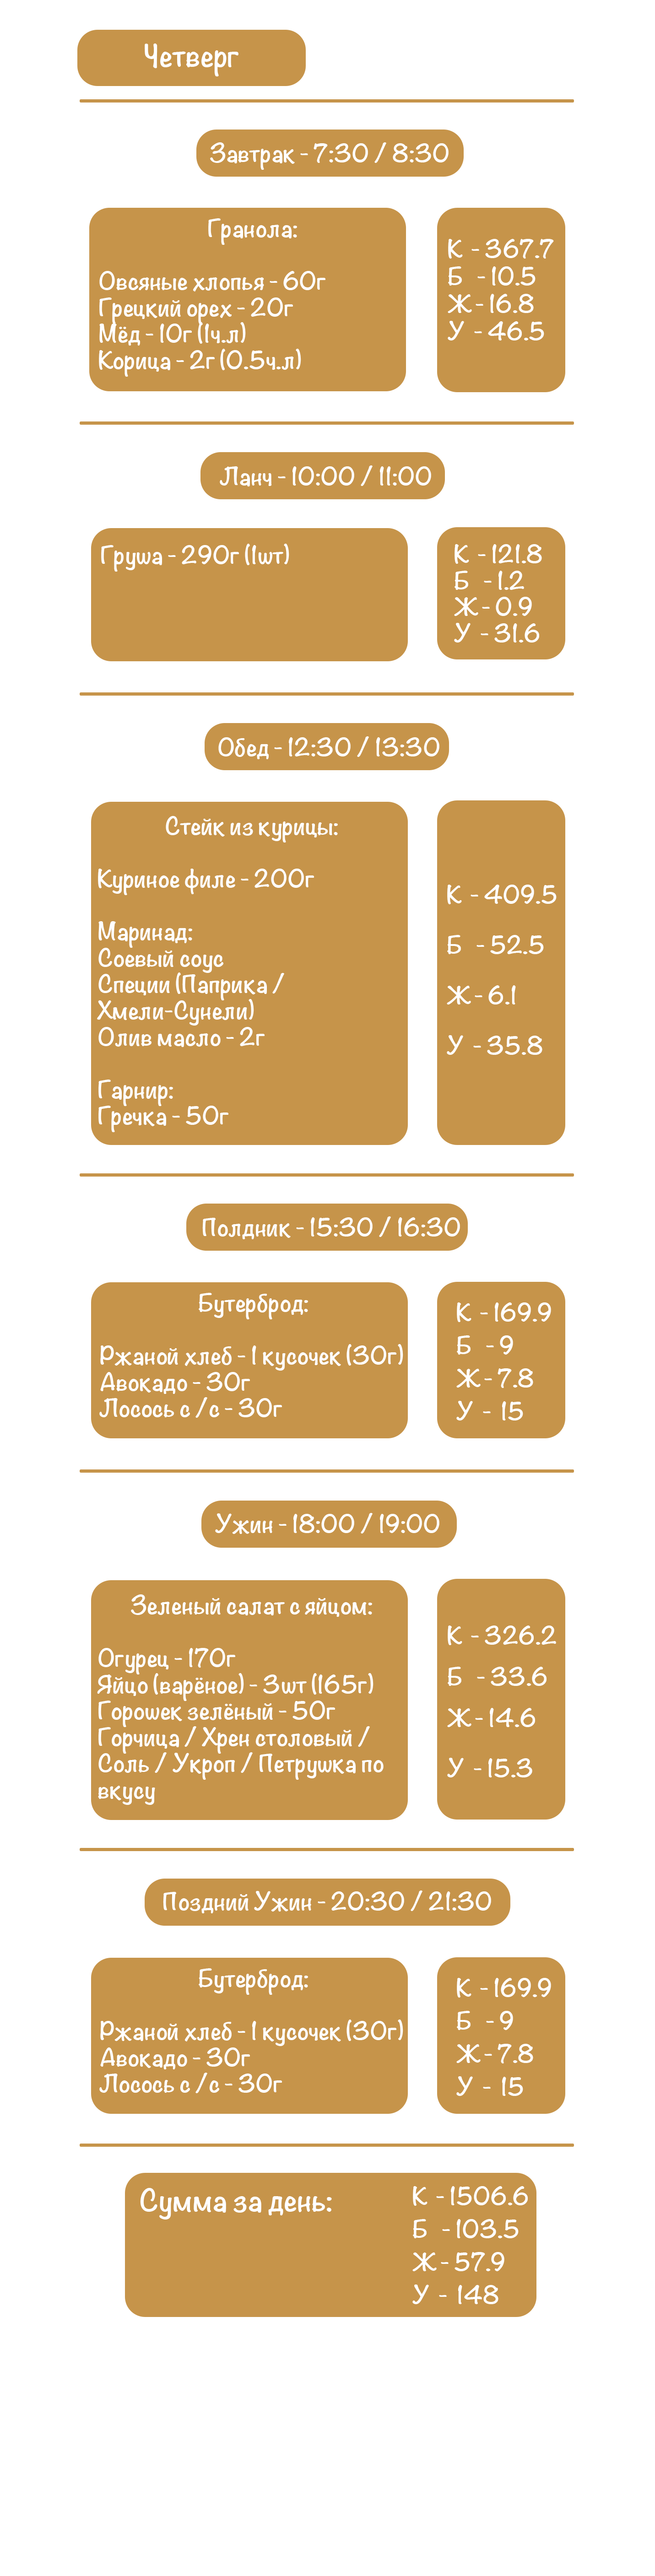 Четверг
Завтрак - 7:30 / 8:30
Гранола:
Овсяные хлопья - 60г
Грецкий орех - 20г
Мёд - 10г (1ч.л)
Корица - 2г (0.5ч.л)
К - 367.7
Б - 10.5
Ж - 16.8
У - 46.5
Ланч - 10:00 / 11:00
Груша - 290г (1шт)
К - 121.8
Б - 1.2
Ж - 0.9
У - 31.6
Обед - 12:30 / 13:30
Стейк из курицы:
Куриное филе - 200г
Маринад:
Соевый соус
Специи (Паприка /
Хмели-Сунели)
Олив масло - 2г
Гарнир:
Гречка - 50г
К - 409.5
Б - 52.5
Ж - 6.1
У - 35.8
Полдник - 15:30 / 16:30
Бутерброд:
Ржаной хлеб - 1 кусочек (30г)
Авокадо - 30г
Лосось с /с - 30г
К - 169.9
Б - 9
Ж - 7.8
У - 15
Ужин - 18:00 / 19:00
Зеленый салат с яйцом:
Огурец - 170г
Яйцо (варёное) - 3шт (165г)
Горошек зелёный - 50г
Горчица / Хрен столовый /
Соль / Укроп / Петрушка по
вкусу
К - 326.2
Б - 33.6
Ж - 14.6
У - 15.3
Поздний Ужин - 20:30 / 21:30
Бутерброд:
Ржаной хлеб - 1 кусочек (30г)
Авокадо - 30г
Лосось с /с - 30г
К - 169.9
Б - 9
Ж - 7.8
У - 15
Сумма за день:
К - 1506.6
Б - 103.5
Ж - 57.9
У - 148